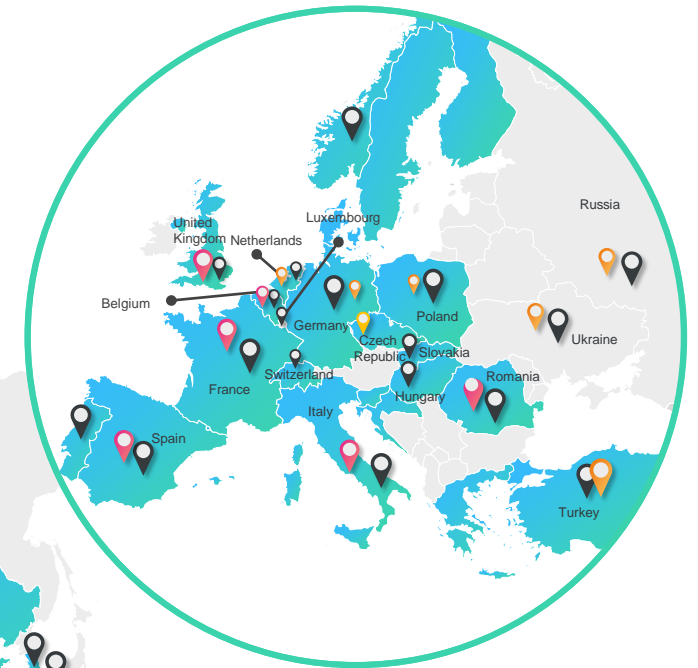 Russia
Luxembourg
United
Kingdom
Netherlands
Belgium
Poland
Germany
Ukraine
Czech
Republic
Slovakia
Switzerland
Romania
France
Hungary
Italy
Spain
Turkey